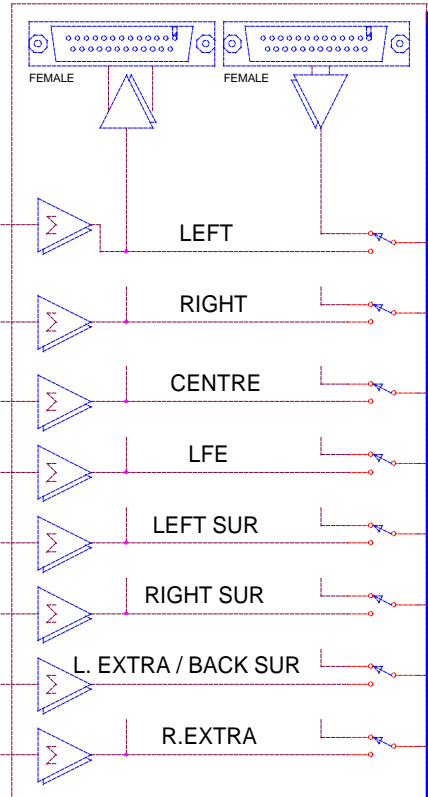 FEMALE
FEMALE
Σ
LEFT
Σ
RIGHT
Σ
CENTRE
Σ
LFE
Σ
LEFT SUR
Σ
RIGHT SUR
Σ
L. EXTRA / BACK SUR
Σ
R.EXTRA